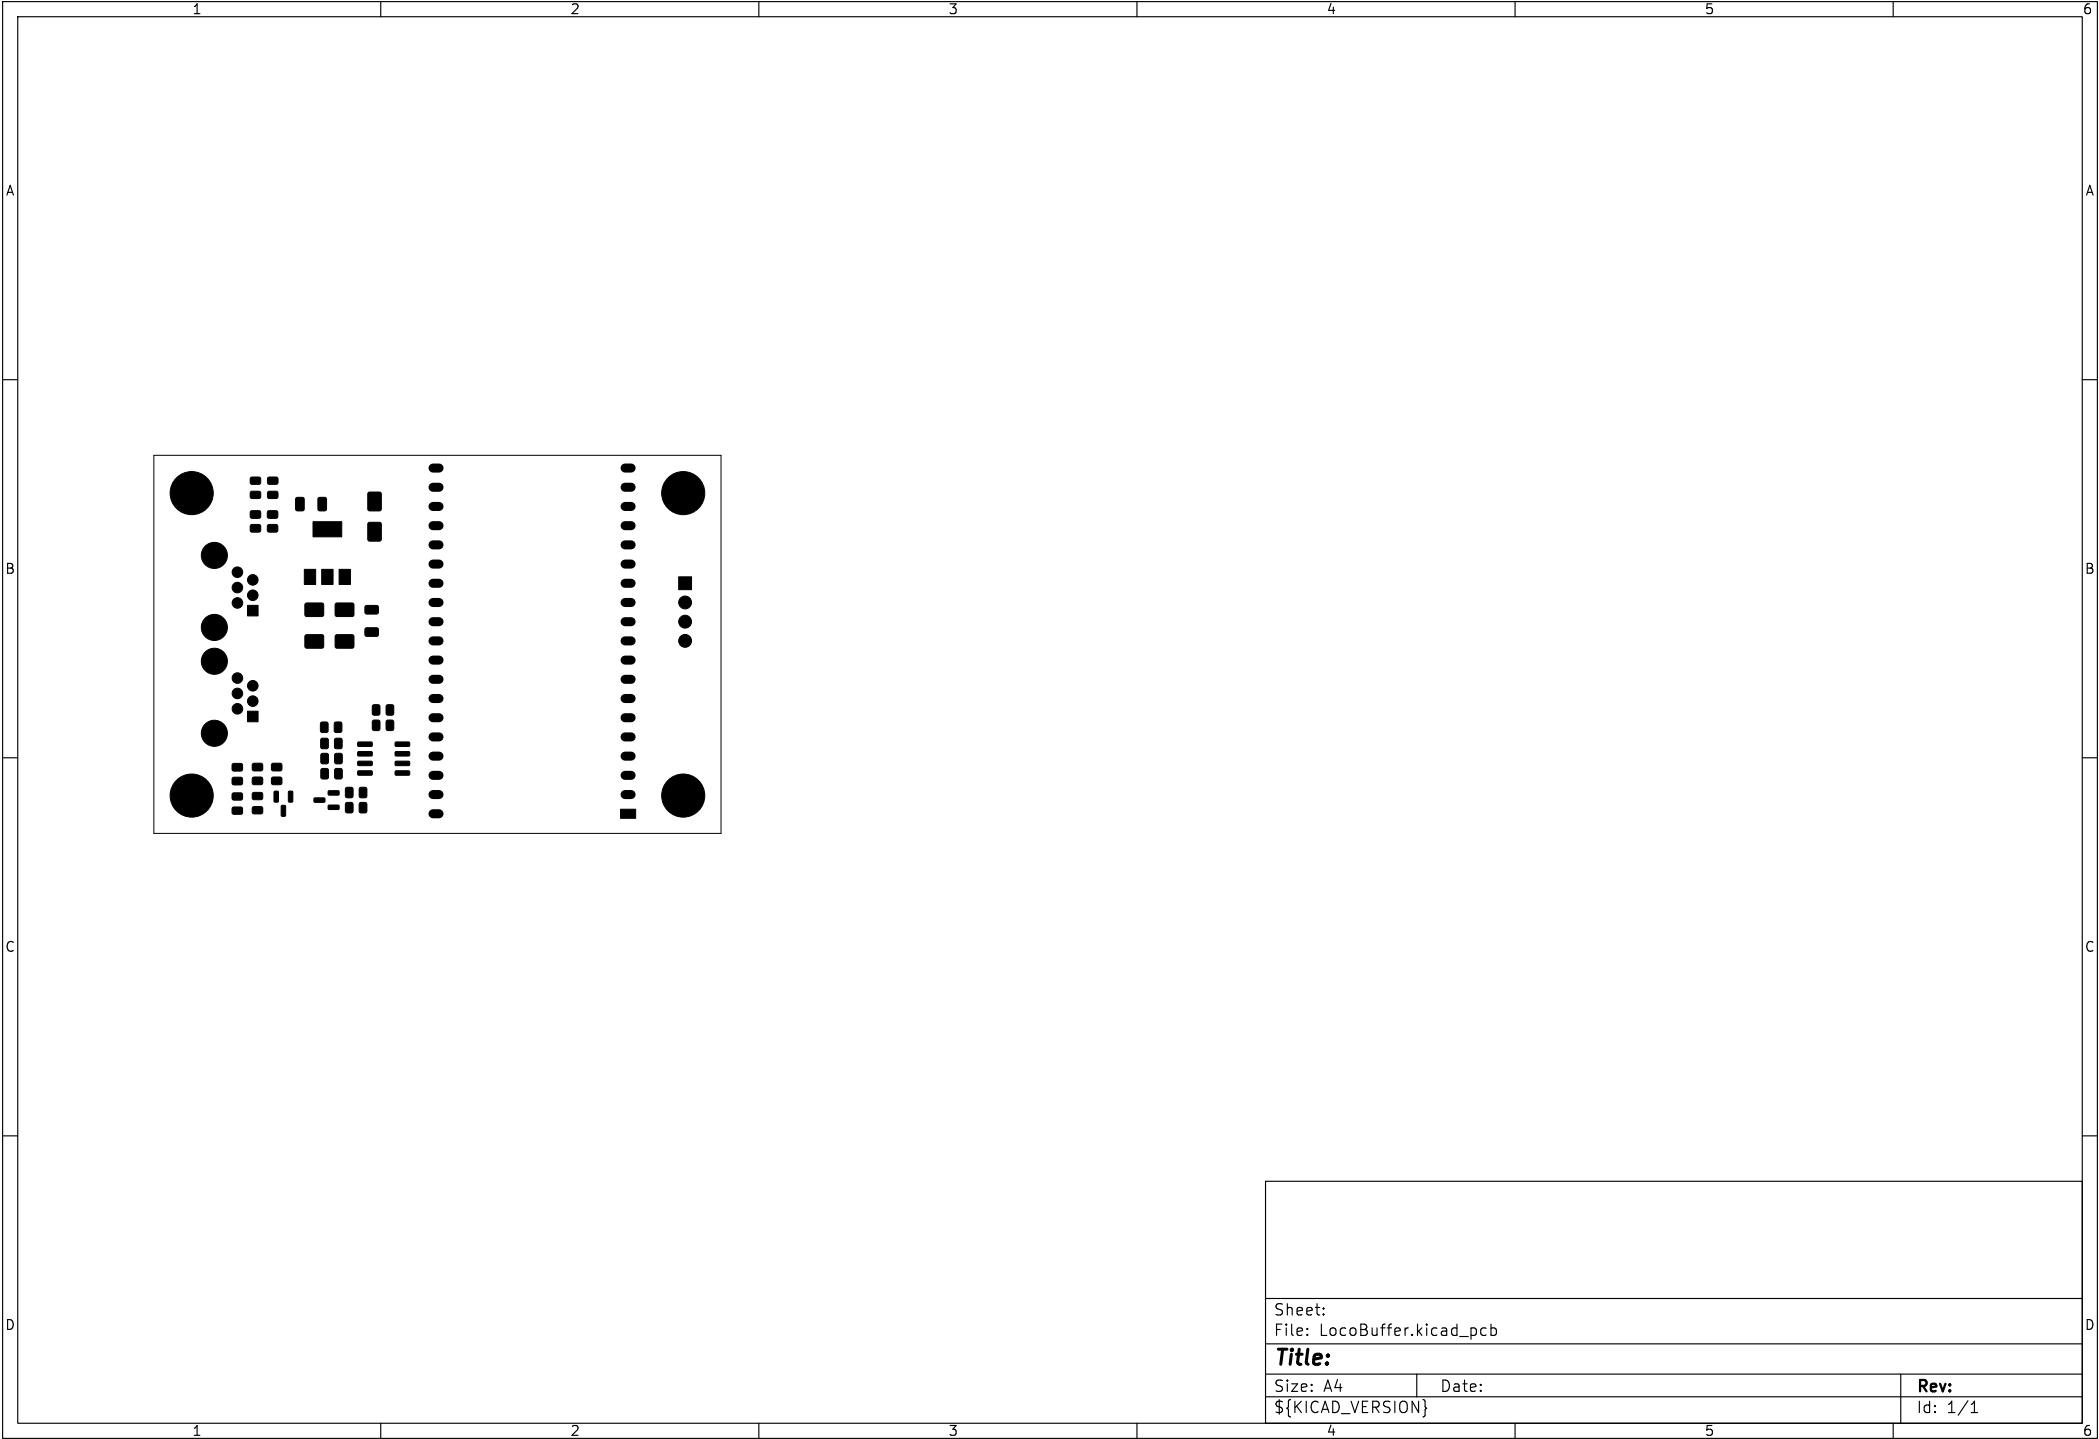 1 2 3 4 5 6
A A
B B
C C
Sheet:
File: LocoBuffer.kicad_pcb
D D
Title:
Size: A4 Date: Rev:
${KICAD_VERSION} Id: 1/1
1 2 3 4 5 6